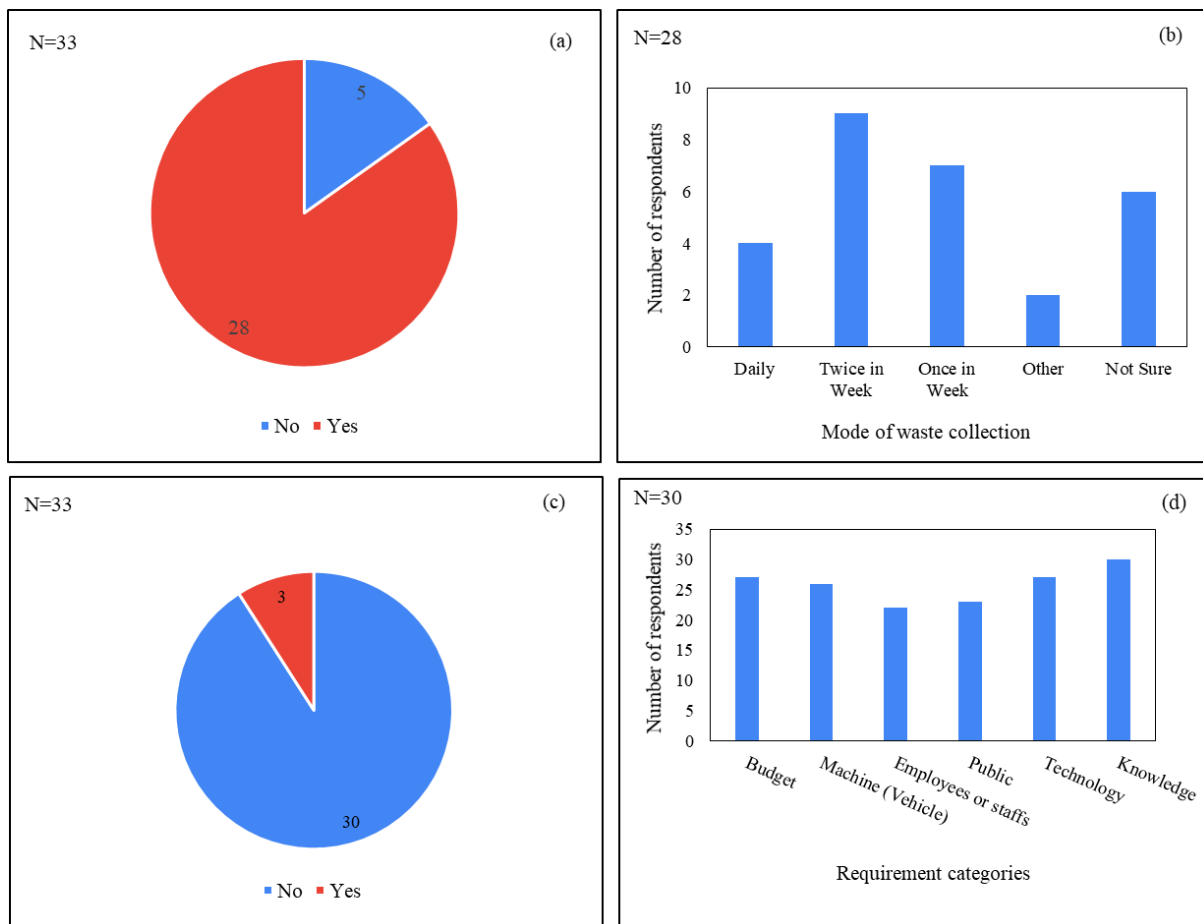 N=33
(a)
5
28
No Yes
N=28
(b)
Number of respondents
10
8
6
4
2
0
Daily
Twice in
Week
Once in
Week
Other
Not Sure
Mode of waste collection
N=33
(c)
3
30
No Yes
N=30
(d)
Number of respondents
35
30
25
20
15
10
5
0
Budget
Machine (Vehicle)
Employees or staffs
Public
Technology
Knowledge
Requirement categories